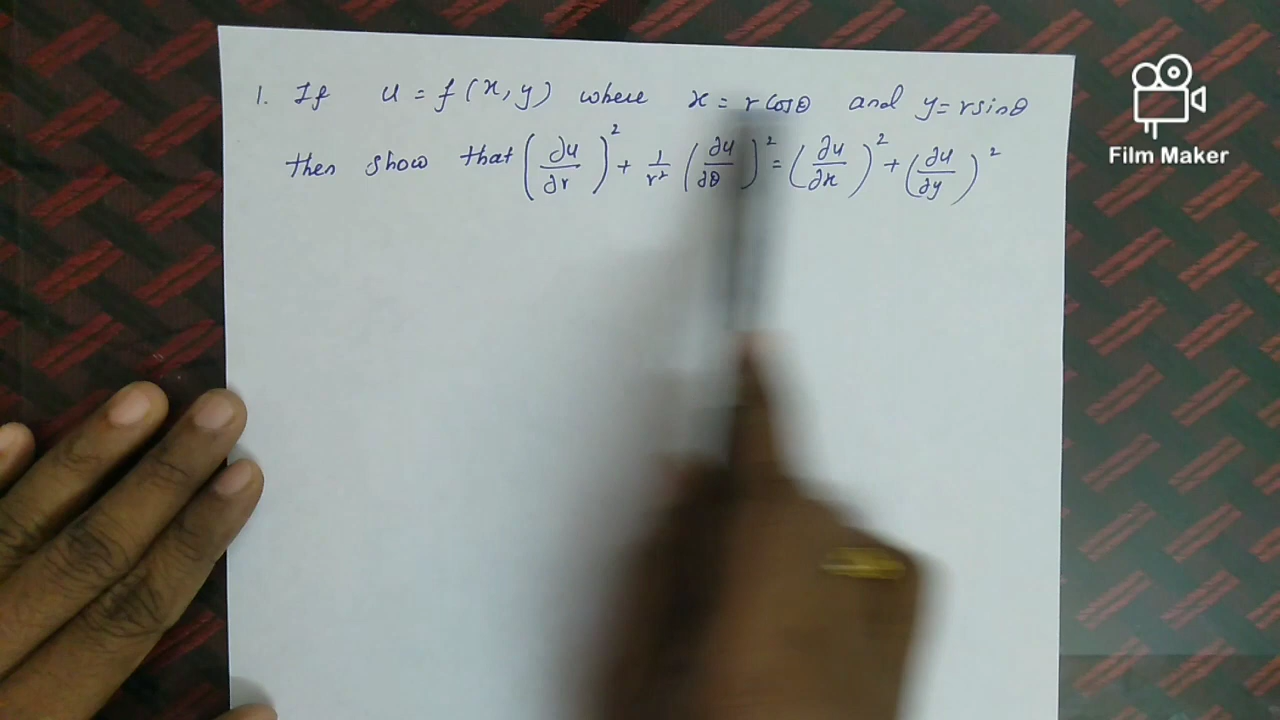 1. If u = f(x, y) where x = r cosθ and y = r sinθ
then show that (∂u/∂r)² + 1/r² (∂u/∂θ)² = (∂u/∂x)² + (∂u/∂y)²
Film Maker